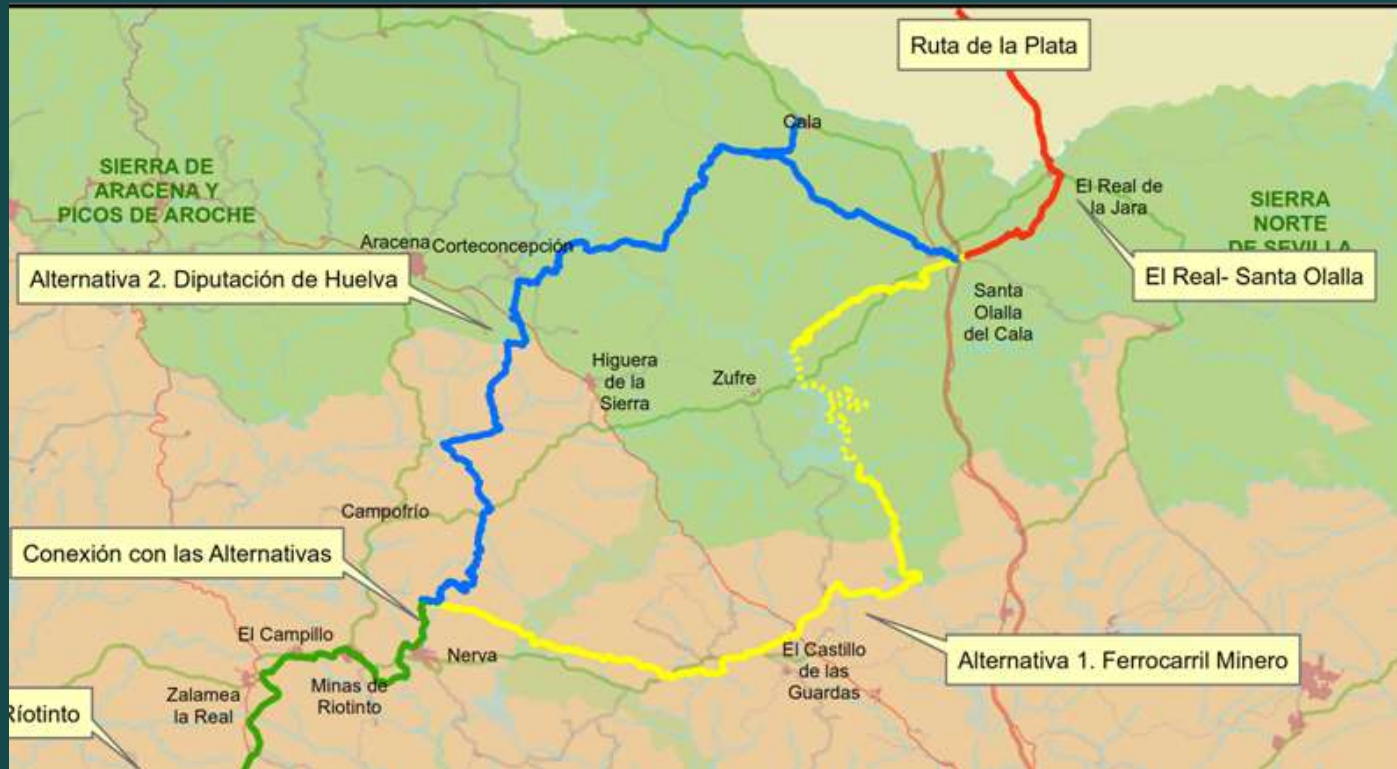 Ruta de la Plata
Cala
SIERRA DE
ARACENA Y
PICOS DE AROCHE
El Real de
la Jara
SIERRA
NORTE
DE SEVILLA
Aracena
Corteconcepción
Alternativa 2. Diputación de Huelva
El Real- Santa Olalla
Santa
Olalla
del Cala
Higuera
de la
Sierra
Zufre
Campofrío
Conexión con las Alternativas
El Campillo
Nerva
El Castillo
de las
Guardas
Alternativa 1. Ferrocarril Minero
Minas de
Riotinto
Zalamea
la Real
Ríotinto